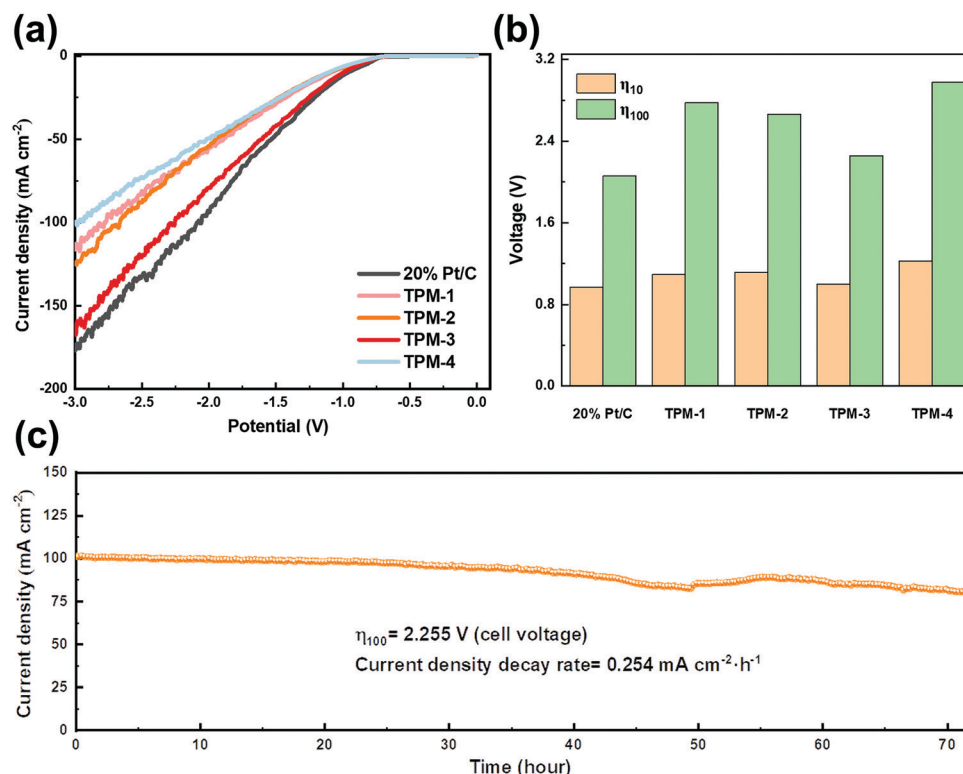 (a)
0
-50
-100
-150
-200
-3.0 -2.5 -2.0 -1.5 -1.0 -0.5 0.0
Current density (mA cm⁻²)
Potential (V)
20% Pt/C
TPM-1
TPM-2
TPM-3
TPM-4
(b)
3.2
2.4
1.6
0.8
0.0
Voltage (V)
η₁₀
η₁₀₀
20% Pt/C TPM-1 TPM-2 TPM-3 TPM-4
(c)
150
125
100
75
50
25
0
Current density (mA cm⁻²)
η₁₀₀= 2.255 V (cell voltage)
Current density decay rate= 0.254 mA cm⁻²·h⁻¹
0 10 20 30 40 50 60 70
Time (hour)